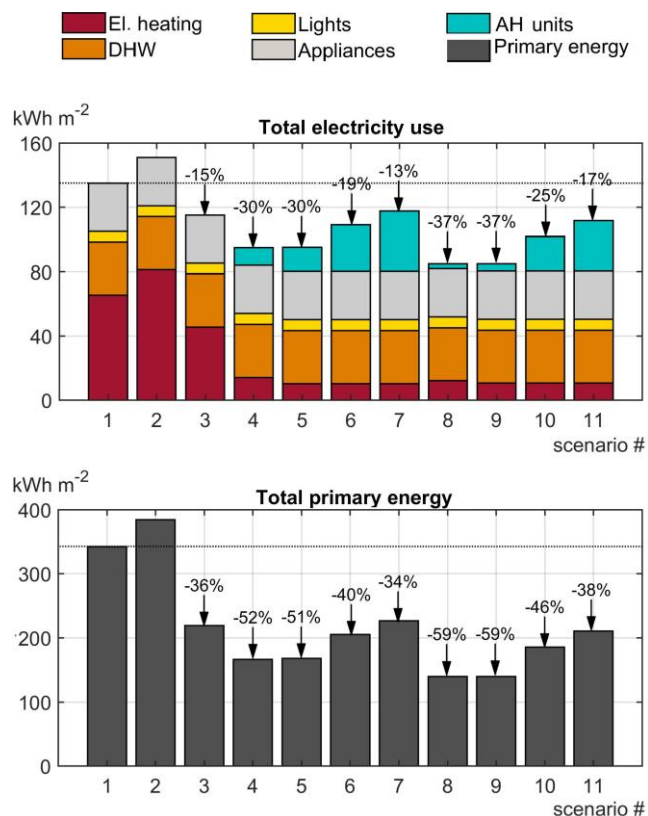 El. heating Lights AH units
DHW Appliances Primary energy
kWh m-2
Total electricity use
160
120
80
40
0
-15% -30% -30% -19% -13% -37% -37% -25% -17%
1 2 3 4 5 6 7 8 9 10 11
scenario #
kWh m-2
Total primary energy
400
300
200
100
0
-36% -52% -51% -40% -34% -59% -59% -46% -38%
1 2 3 4 5 6 7 8 9 10 11
scenario #